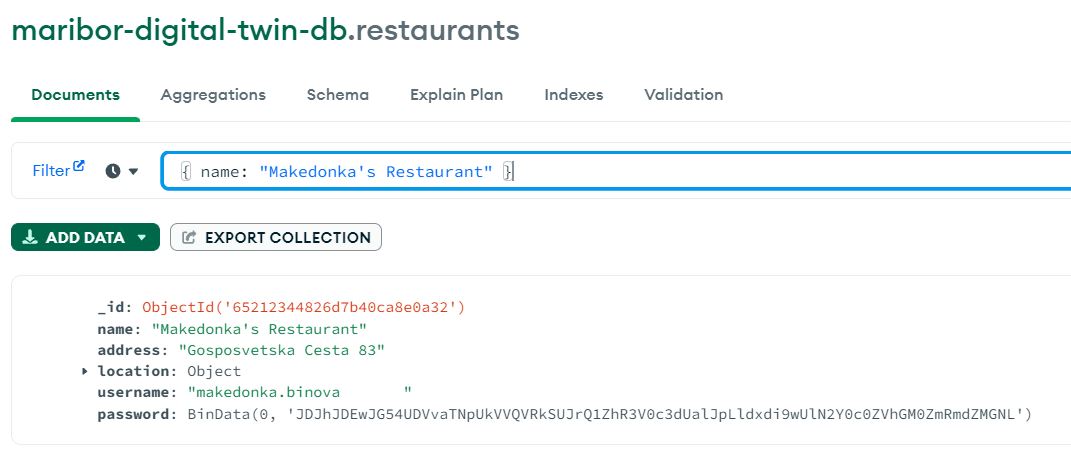 maribor-digital-twin-db.restaurants
Documents Aggregations Schema Explain Plan Indexes Validation
Filter { name: "Makedonka's Restaurant" }
ADD DATA EXPORT COLLECTION
_id: ObjectId('65212344826d7b40ca8e0a32')
name: "Makedonka's Restaurant"
address: "Gosposvetska Cesta 83"
location: Object
username: "makedonka.binova "
password: BinData(0, 'JDJhJDEwJG54UDVvaTNpUkVVQVRkSUJrQ1ZhR3V0c3dUalJpLldxdi9wUlN2Y0c0ZVhGM0ZmRmdZMGNL')